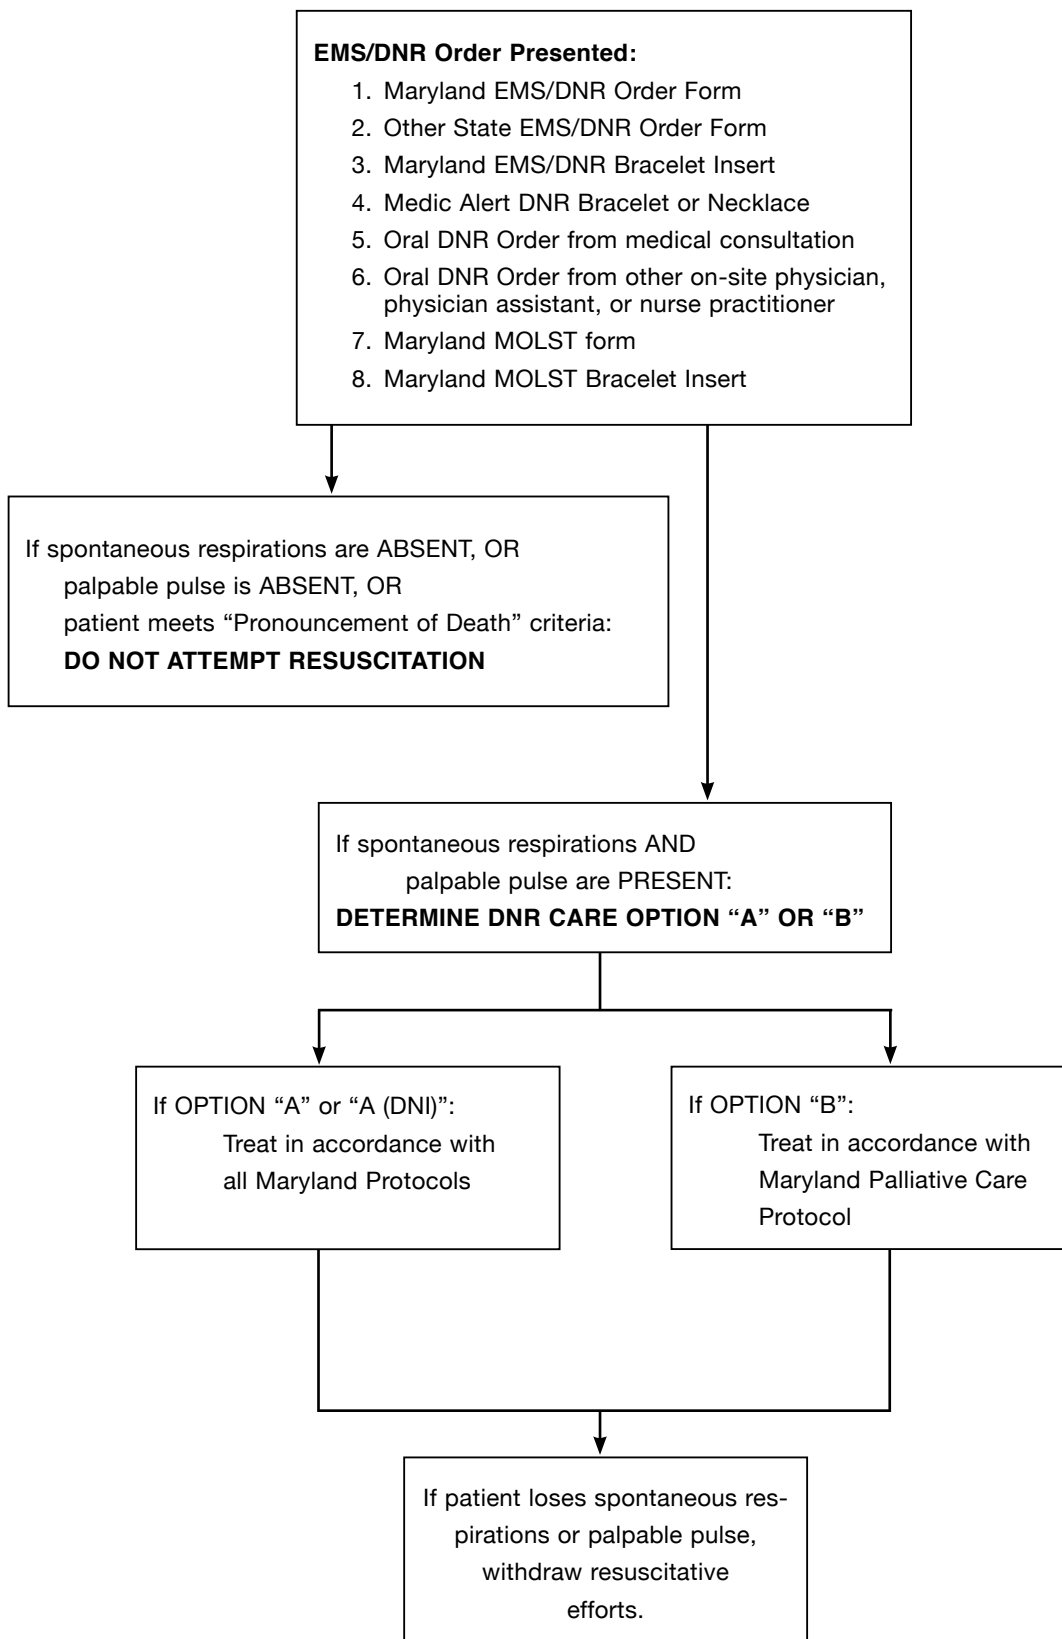 EMS/DNR Order Presented:
1. Maryland EMS/DNR Order Form
2. Other State EMS/DNR Order Form
3. Maryland EMS/DNR Bracelet Insert
4. Medic Alert DNR Bracelet or Necklace
5. Oral DNR Order from medical consultation
6. Oral DNR Order from other on-site physician,
physician assistant, or nurse practitioner
7. Maryland MOLST form
8. Maryland MOLST Bracelet Insert
If spontaneous respirations are ABSENT, OR
palpable pulse is ABSENT, OR
patient meets “Pronouncement of Death” criteria:
DO NOT ATTEMPT RESUSCITATION
If spontaneous respirations AND
palpable pulse are PRESENT:
DETERMINE DNR CARE OPTION “A” OR “B”
If OPTION “A” or “A (DNI)”:
Treat in accordance with
all Maryland Protocols
If OPTION “B”:
Treat in accordance with
Maryland Palliative Care
Protocol
If patient loses spontaneous res-
pirations or palpable pulse,
withdraw resuscitative
efforts.